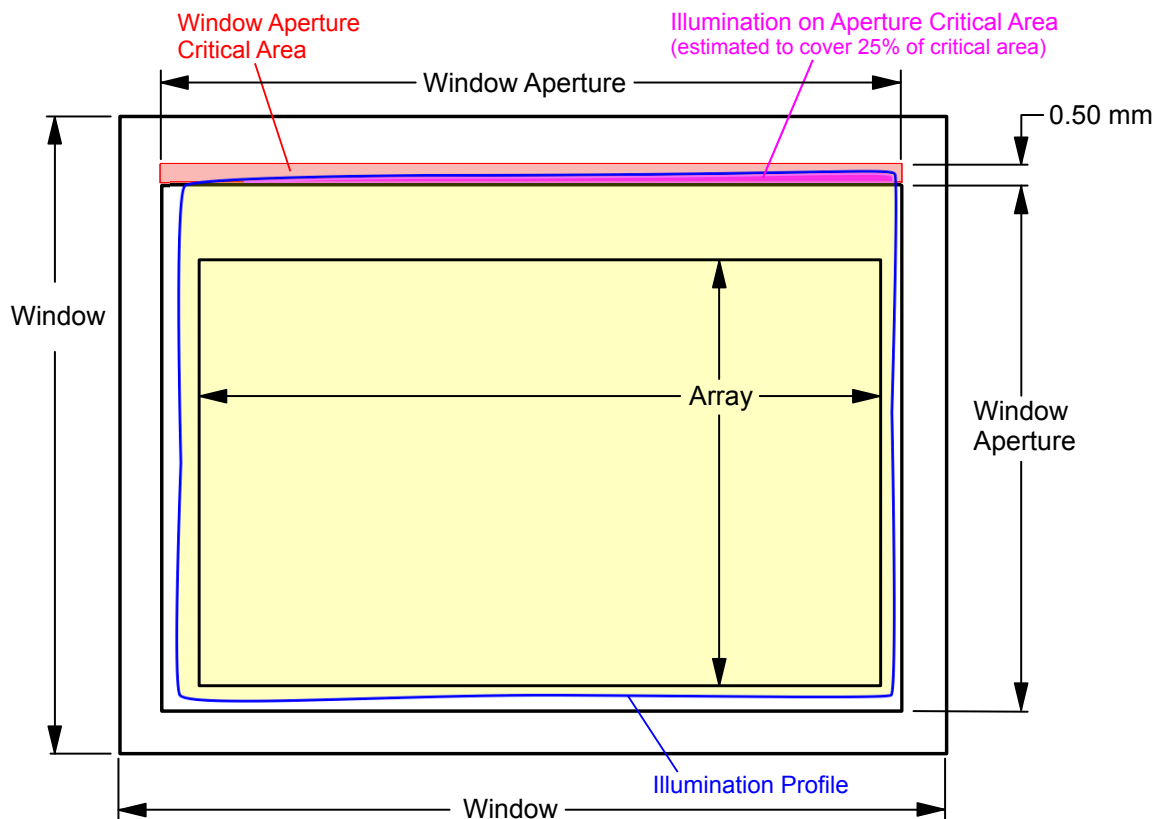 Window Aperture
Critical Area
Illumination on Aperture Critical Area
(estimated to cover 25% of critical area)
Window Aperture
0.50 mm
Window
Array
Window
Aperture
Illumination Profile
Window